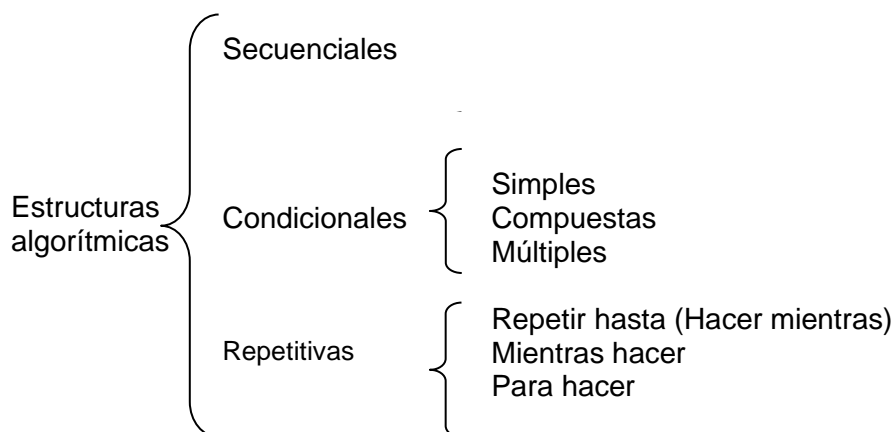 Estructuras
algorítmicas
Secuenciales
Condicionales
Simples
Compuestas
Múltiples
Repetitivas
Repetir hasta (Hacer mientras)
Mientras hacer
Para hacer